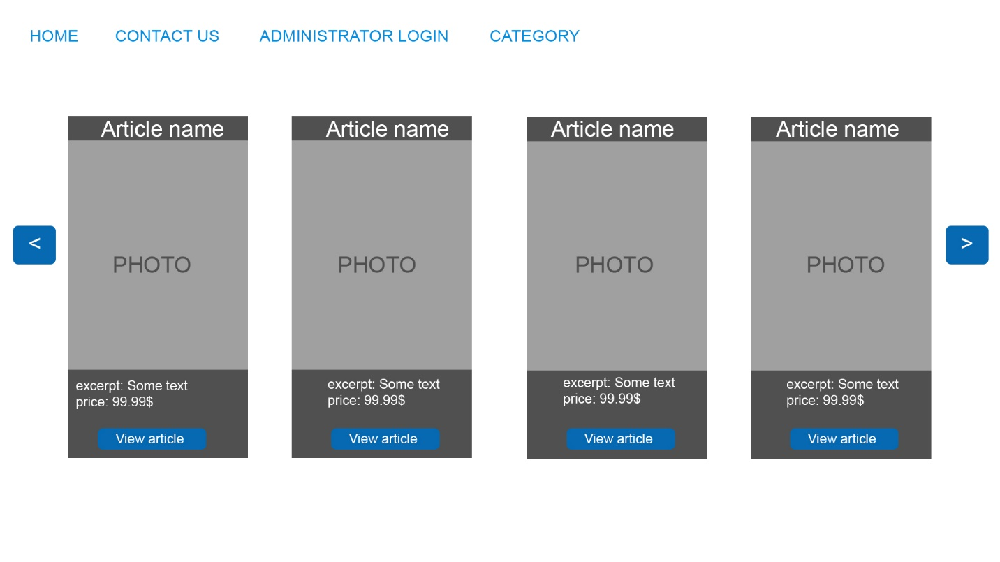 HOME CONTACT US ADMINISTRATOR LOGIN CATEGORY
Article name Article name Article name Article name
< >
PHOTO PHOTO PHOTO PHOTO
excerpt: Some text
price: 99.99$
View article
excerpt: Some text
price: 99.99$
View article
excerpt: Some text
price: 99.99$
View article
excerpt: Some text
price: 99.99$
View article